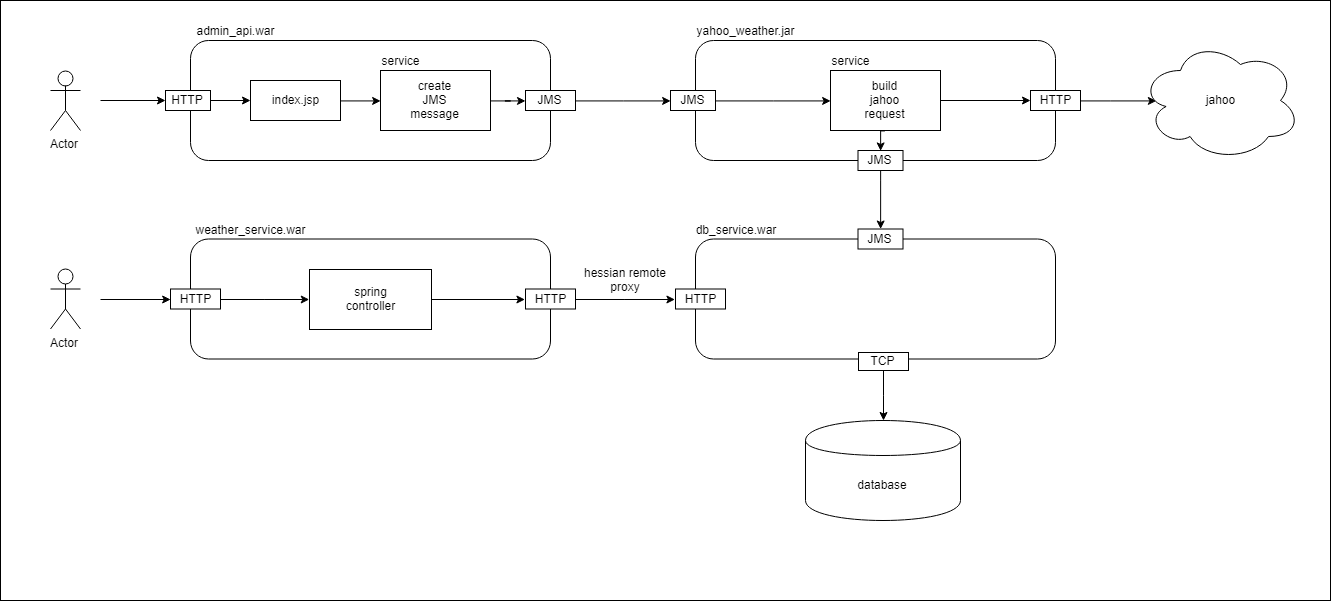 admin_api.war
yahoo_weather.jar
service
service
HTTP
index.jsp
create
JMS
message
JMS
JMS
build
jahoo
request
HTTP
jahoo
Actor
JMS
weather_service.war
db_service.war
JMS
HTTP
spring
controller
HTTP
hessian remote
proxy
HTTP
Actor
TCP
database